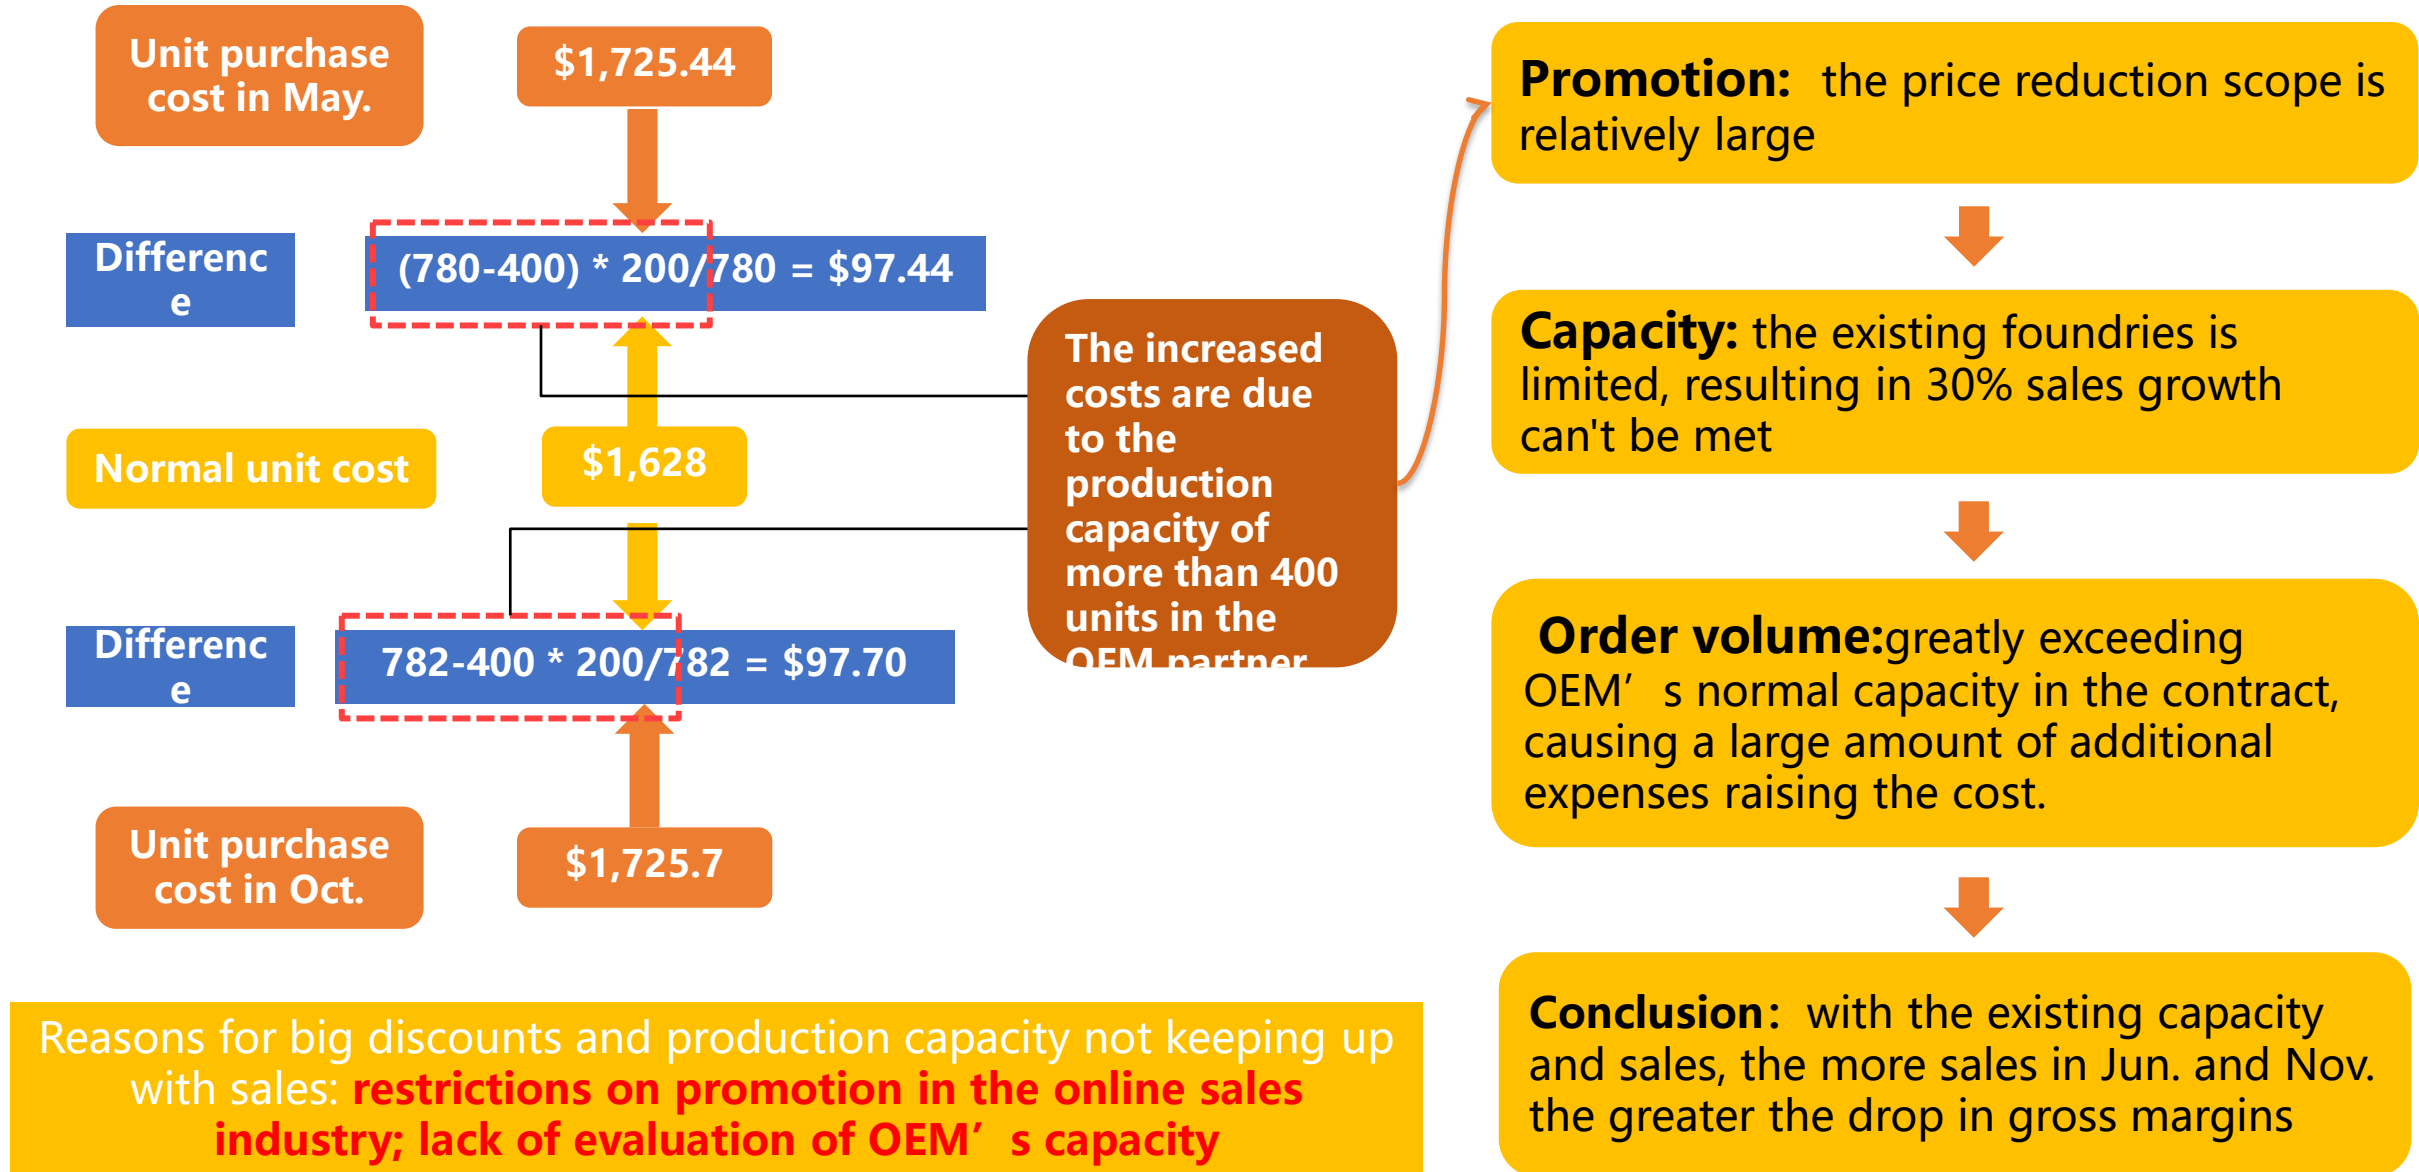 Unit purchase
cost in May.
$1,725.44
Differenc
e
(780-400) * 200/780 = $97.44
Normal unit cost
$1,628
Differenc
e
782-400 * 200/782 = $97.70
Unit purchase
cost in Oct.
$1,725.7
The increased
costs are due
to the
production
capacity of
more than 400
units in the
OEM partner
Promotion: the price reduction scope is
relatively large
Capacity: the existing foundries is
limited, resulting in 30% sales growth
can't be met
Order volume:greatly exceeding
OEM’s normal capacity in the contract,
causing a large amount of additional
expenses raising the cost.
Conclusion: with the existing capacity
and sales, the more sales in Jun. and Nov.
the greater the drop in gross margins
Reasons for big discounts and production capacity not keeping up
with sales: restrictions on promotion in the online sales
industry; lack of evaluation of OEM’s capacity